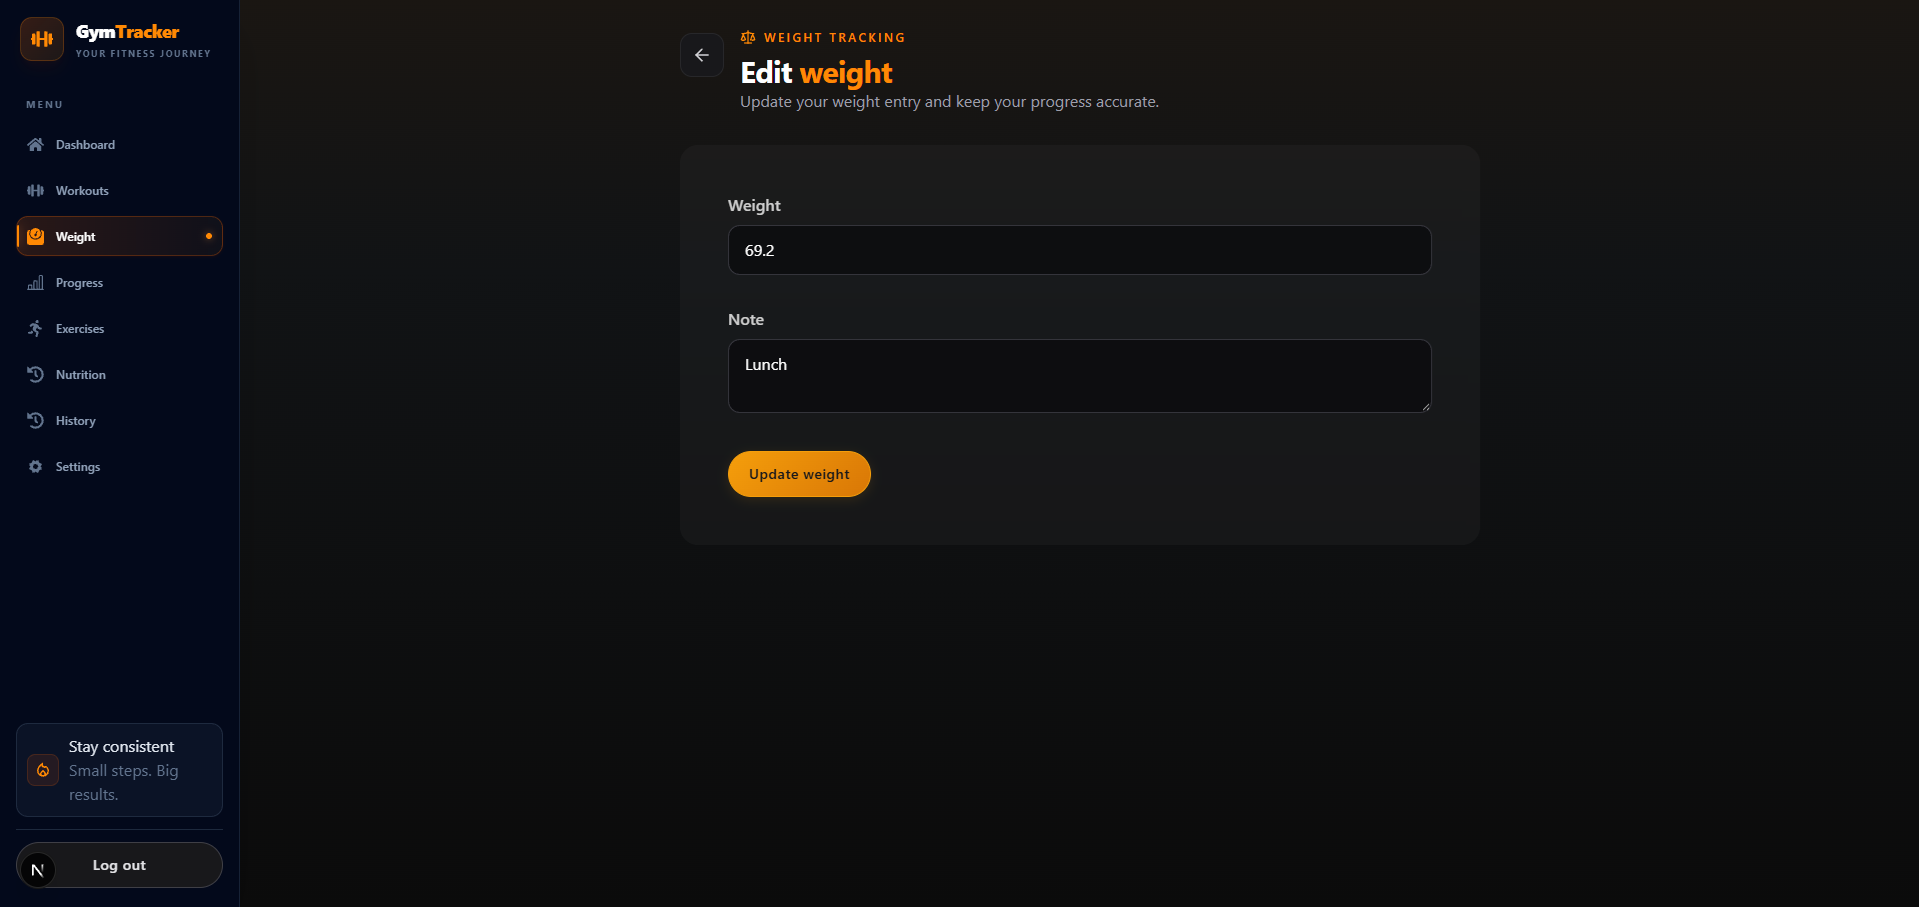 GymTracker
YOUR FITNESS JOURNEY
MENU
Dashboard
Workouts
Weight
Progress
Exercises
Nutrition
History
Settings
Stay consistent
Small steps. Big
results.
N
Log out
WEIGHT TRACKING
Edit weight
Update your weight entry and keep your progress accurate.
Weight
69.2
Note
Lunch
Update weight